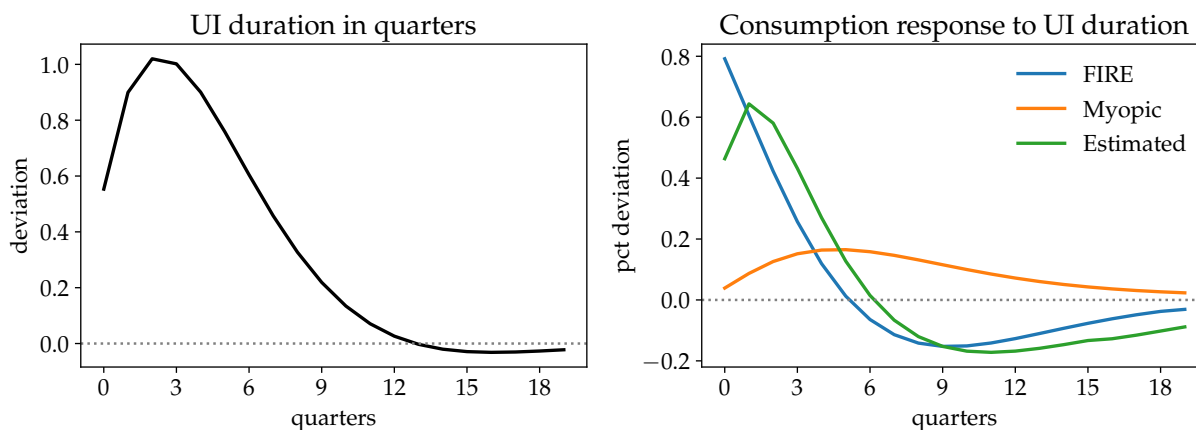 UI duration in quarters
deviation
1.0
0.8
0.6
0.4
0.2
0.0
0 3 6 9 12 15 18
quarters
Consumption response to UI duration
pct deviation
0.8
0.6
0.4
0.2
0.0
−0.2
FIRE
Myopic
Estimated
0 3 6 9 12 15 18
quarters